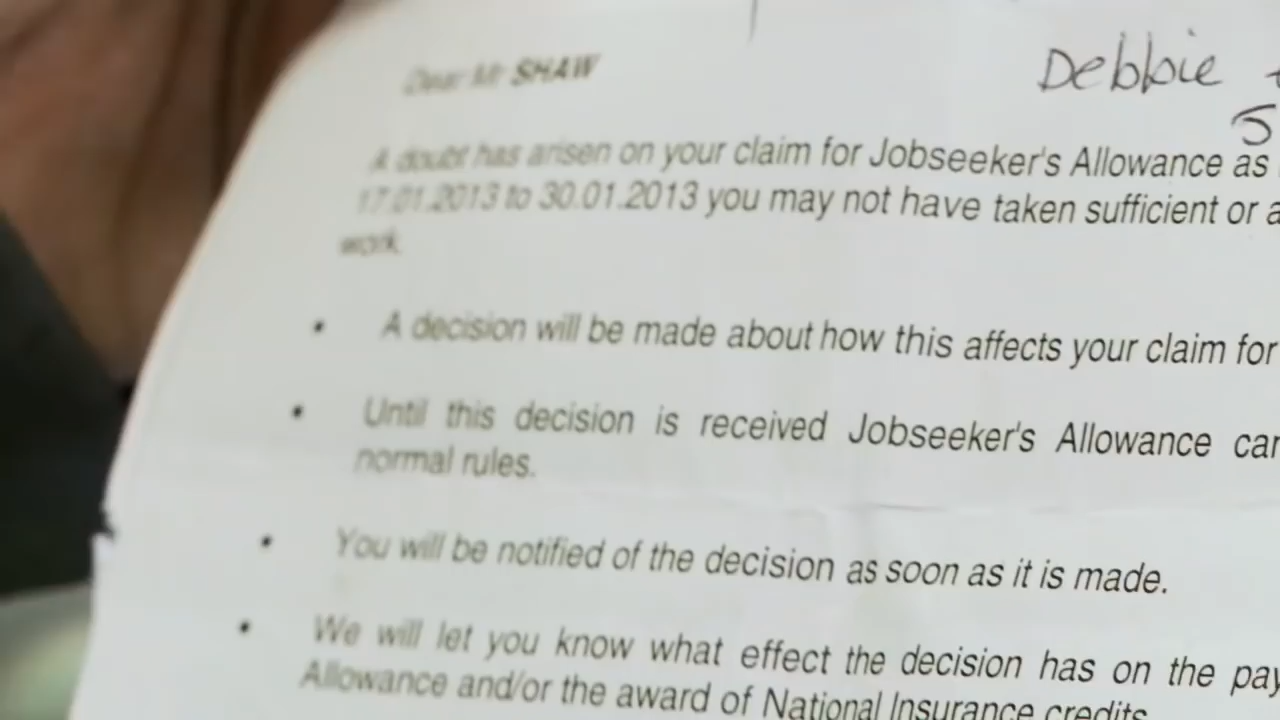 Dear Mr SHAW
Debbie
A doubt has arisen on your claim for Jobseeker's Allowance as
17.01.2013 to 30.01.2013 you may not have taken sufficient or a
work.
• A decision will be made about how this affects your claim for
• Until this decision is received Jobseeker's Allowance can
normal rules.
• You will be notified of the decision as soon as it is made.
• We will let you know what effect the decision has on the pay
Allowance and/or the award of National Insurance credits